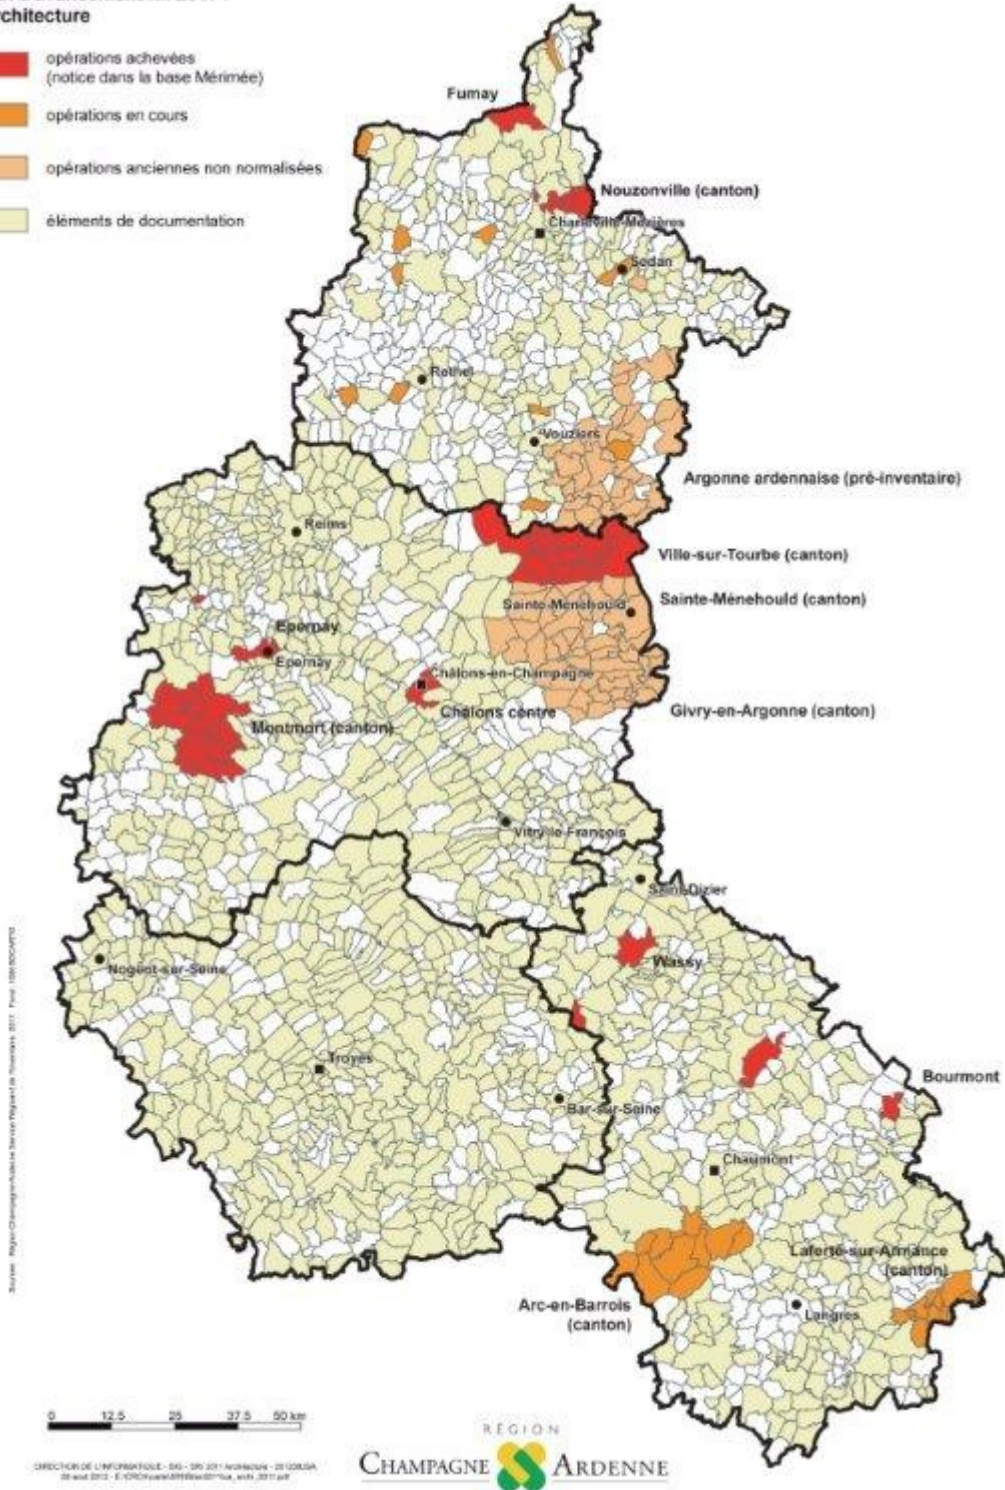 rchitecture
opérations achevées
(notice dans la base Mérimée)
opérations en cours
opérations anciennes non normalisées
éléments de documentation
Fumay
Nouzonville (canton)
Charleville-Mézières
Sedan
Rethel
Vouziers
Argonne ardennaise (pré-inventaire)
Reims
Ville-sur-Tourbe (canton)
Sainte-Ménehould
Sainte-Ménehould (canton)
Epernay
Epernay
Châlons-en-Champagne
Châlons centre
Givry-en-Argonne (canton)
Montmort (canton)
Vitry-le-François
Saint-Dizier
Wassy
Nogent-sur-Seine
Troyes
Bar-sur-Seine
Bourmont
Chaumont
Laferté-sur-Amance
(canton)
Arc-en-Barrois
(canton)
Langres
0 12,5 25 37,5 50 km
RÉGION
CHAMPAGNE ARDENNE